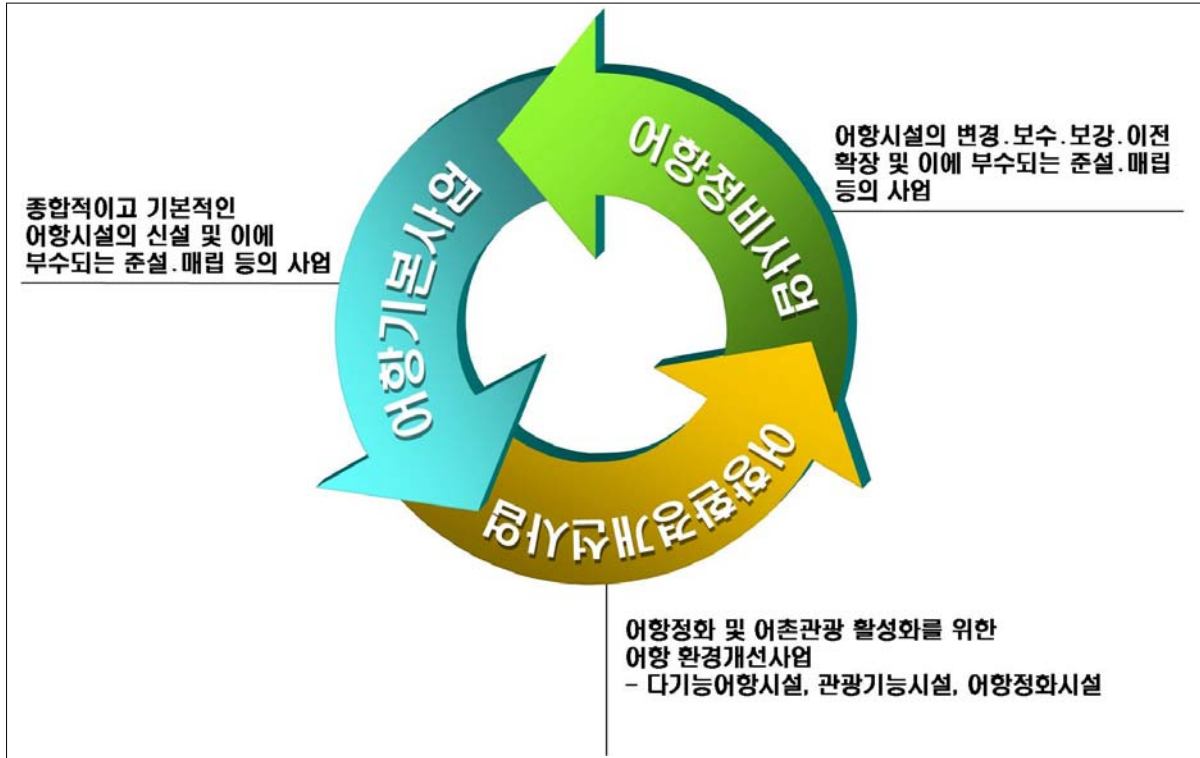 어항정비사업
어항시설의 변경.보수.보강.이전
확장 및 이에 부수되는 준설.매립
등의 사업
어항기본사업
종합적이고 기본적인
어항시설의 신설 및 이에
부수되는 준설.매립 등의 사업
어항환경개선사업
어항정화 및 어촌관광 활성화를 위한
어항 환경개선사업
- 다기능어항시설, 관광기능시설, 어항정화시설